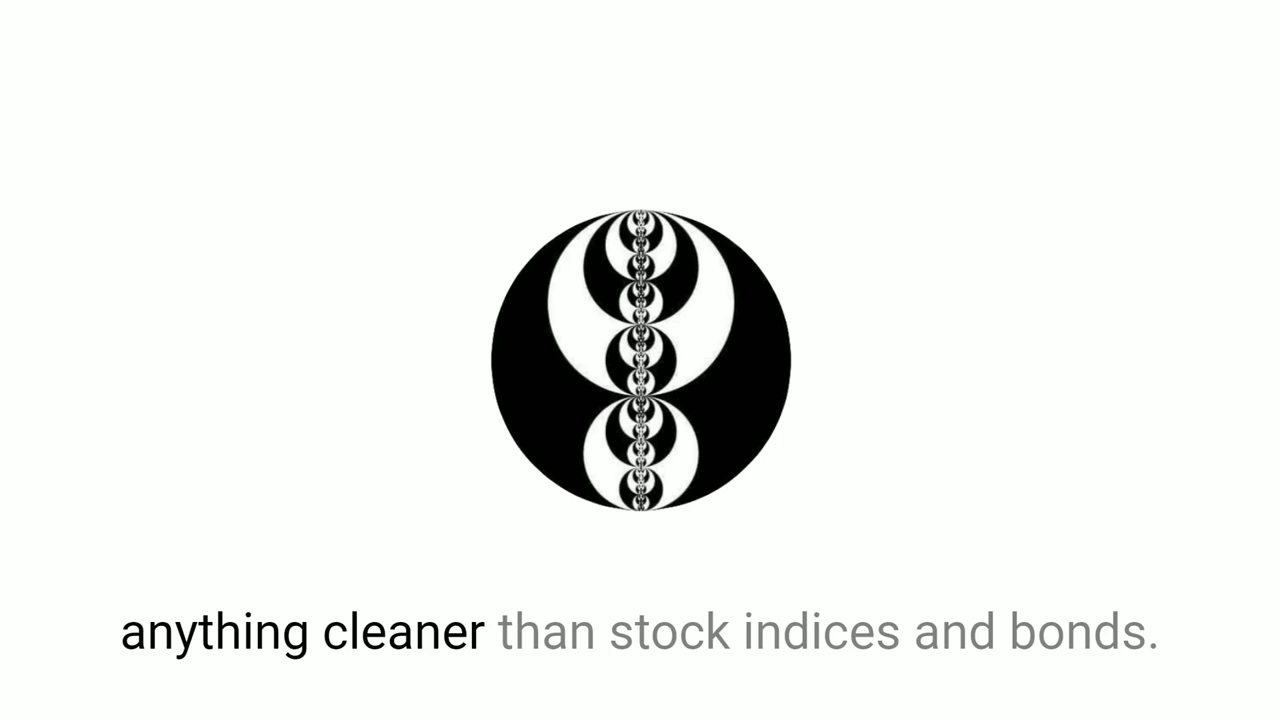 anything cleaner than stock indices and bonds.